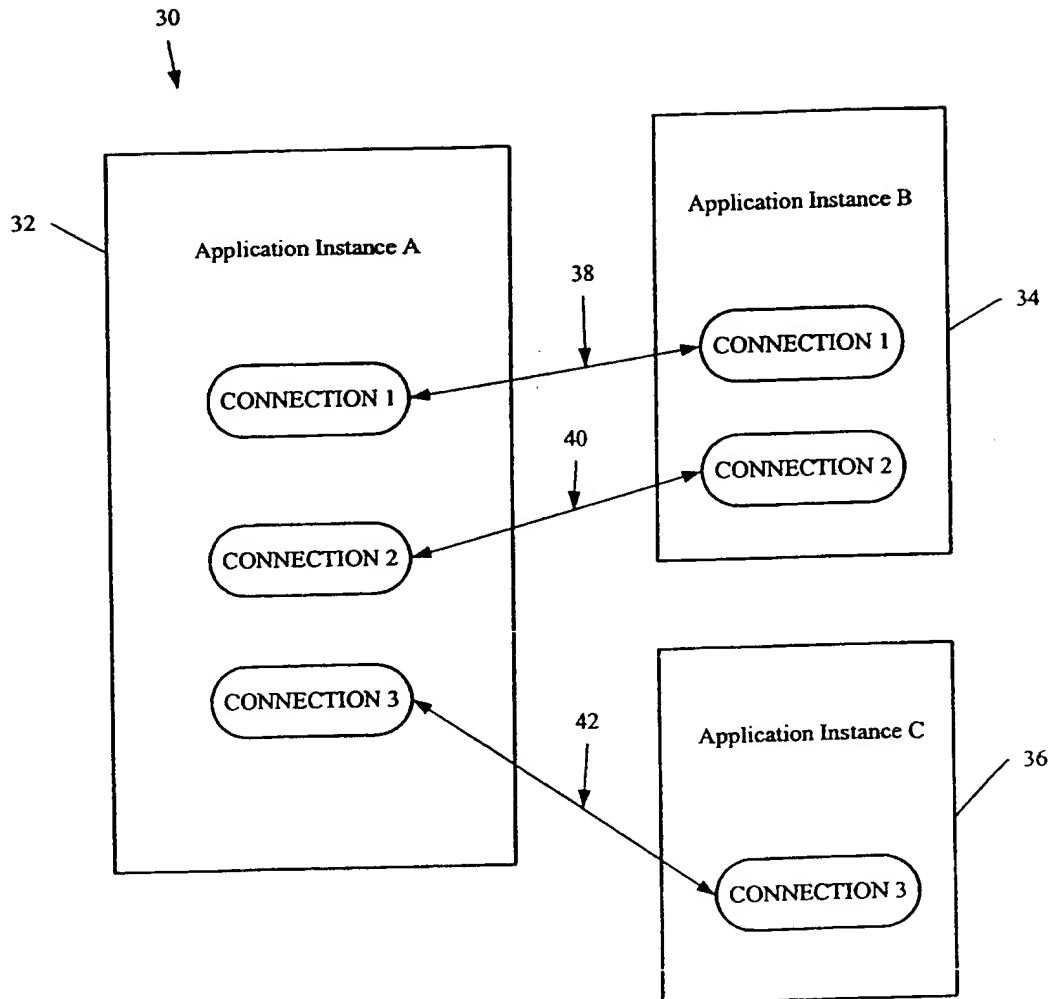 30
32
Application Instance A
Application Instance B
38
34
CONNECTION 1
CONNECTION 1
40
CONNECTION 2
CONNECTION 2
CONNECTION 3
42
Application Instance C
36
CONNECTION 3